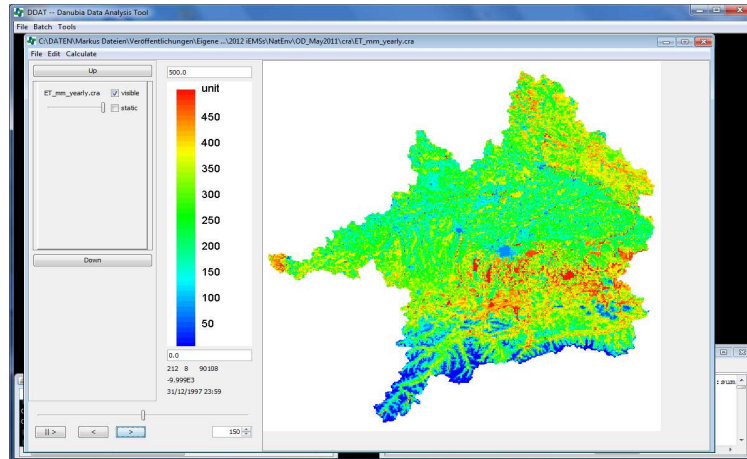 DDAT -- Danubia Data Analysis Tool
File Batch Tools
C:\DATEN\Markus Dateien\Veröffentlichungen\Eigene ...\2012 iEMSs\NatEnv\OD_May2011\cra\ET_mm_yearly.cra
File Edit Calculate
Up
ET_mm_yearly.cra visible
static
Down
500.0
unit
450
400
350
300
250
200
150
100
50
0.0
212 8 90108
-9.999E3
31/12/1997 23:59
|| > < > 150